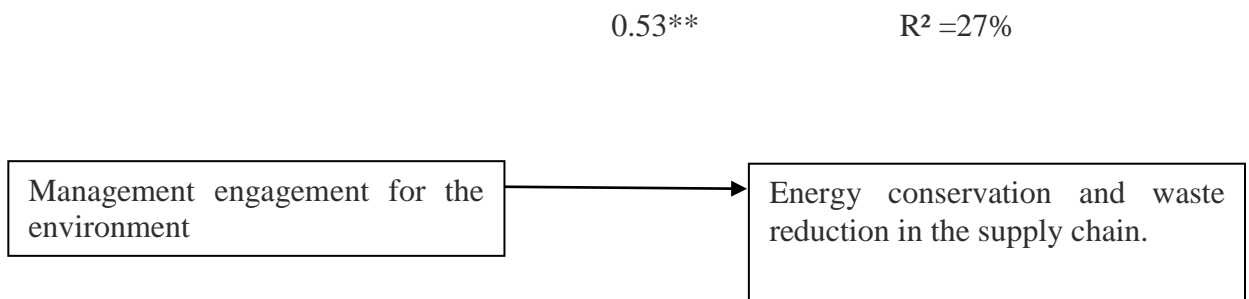 0.53** R² =27%
Management engagement for the
environment
Energy conservation and waste
reduction in the supply chain.